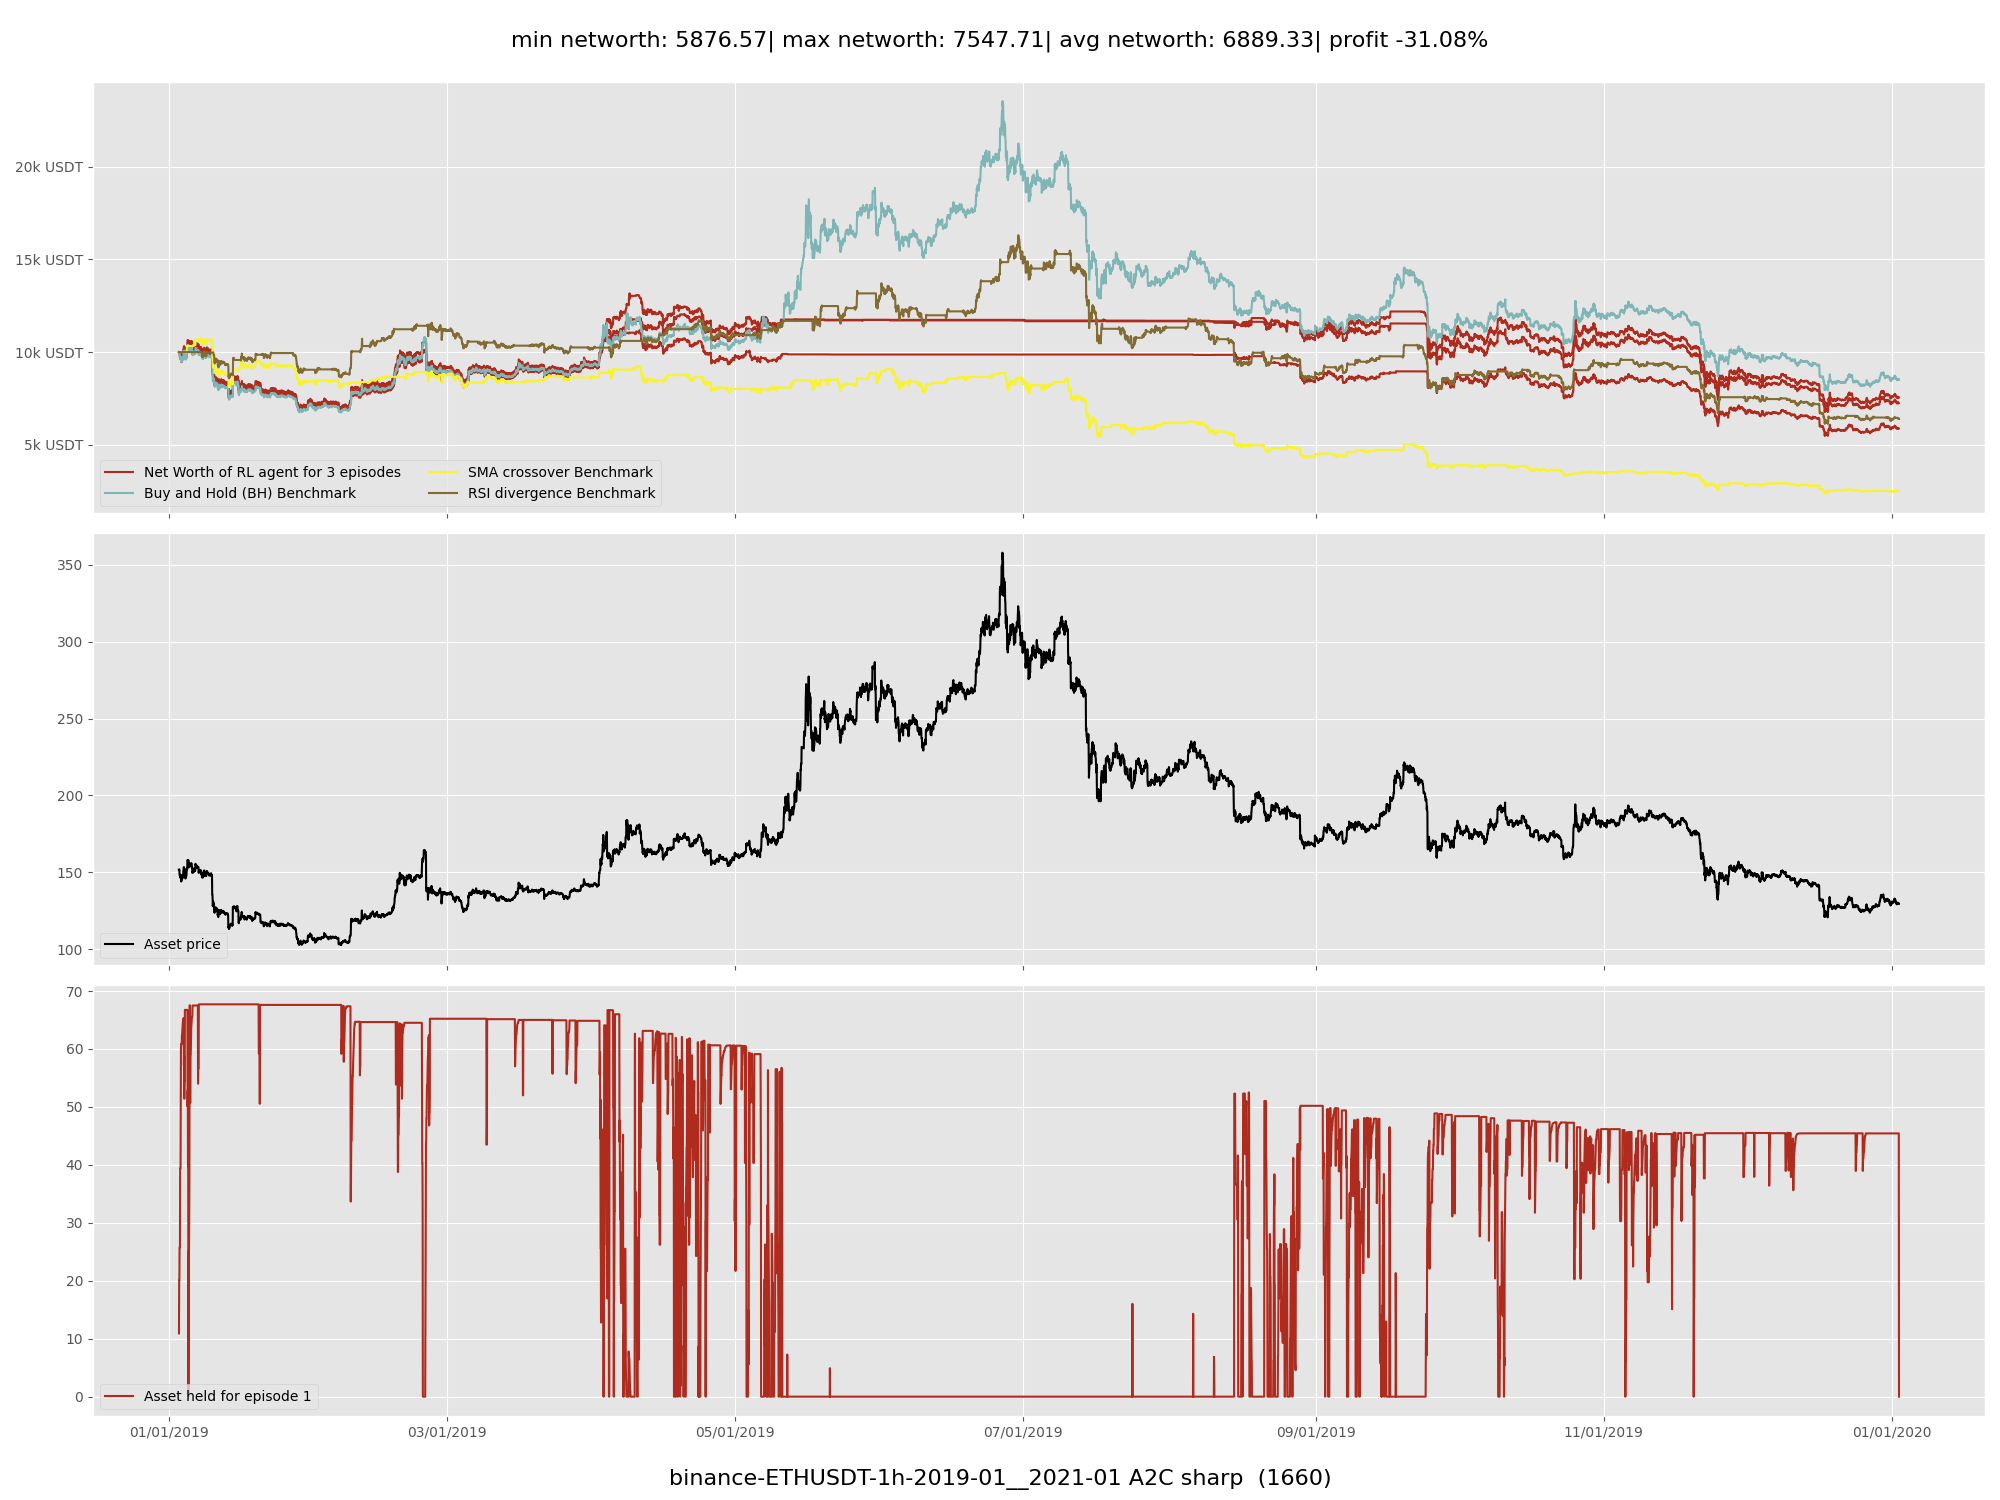 min networth: 5876.57| max networth: 7547.71| avg networth: 6889.33| profit -31.08%
20k USDT
15k USDT
10k USDT
5k USDT
Net Worth of RL agent for 3 episodes
Buy and Hold (BH) Benchmark
SMA crossover Benchmark
RSI divergence Benchmark
350
300
250
200
150
100
Asset price
70
60
50
40
30
20
10
0
Asset held for episode 1
01/01/2019 03/01/2019 05/01/2019 07/01/2019 09/01/2019 11/01/2019 01/01/2020
binance-ETHUSDT-1h-2019-01__2021-01 A2C sharp (1660)